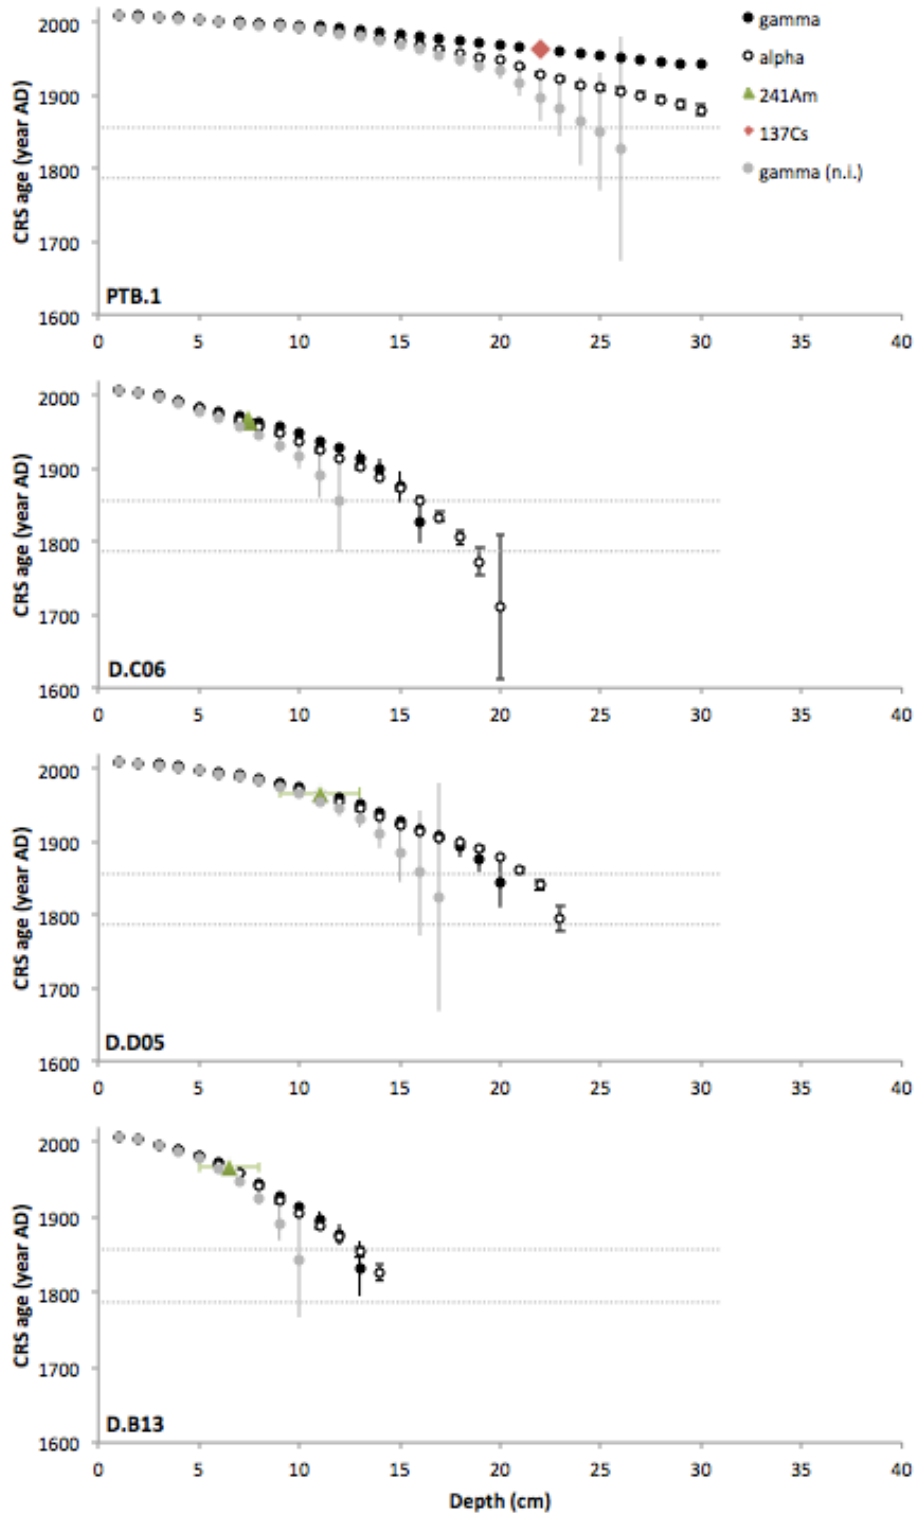 2000
1900
1800
1700
1600
CRS age (year AD)
gamma
alpha
241Am
137Cs
gamma (n.i.)
PTB.1
0 5 10 15 20 25 30 35 40
2000
1900
1800
1700
1600
CRS age (year AD)
D.C06
0 5 10 15 20 25 30 35 40
2000
1900
1800
1700
1600
CRS age (year AD)
D.D05
0 5 10 15 20 25 30 35 40
2000
1900
1800
1700
1600
CRS age (year AD)
D.B13
0 5 10 15 20 25 30 35 40
Depth (cm)